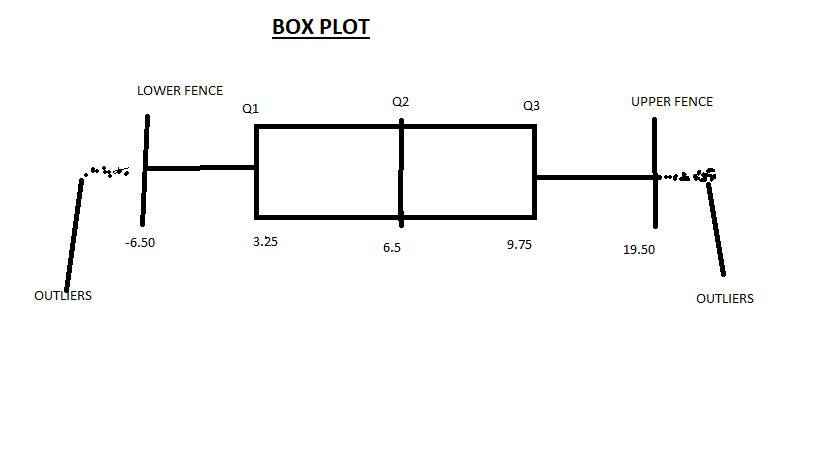 BOX PLOT
LOWER FENCE
Q1
Q2
Q3
UPPER FENCE
-6.50
3.25
6.5
9.75
19.50
OUTLIERS
OUTLIERS